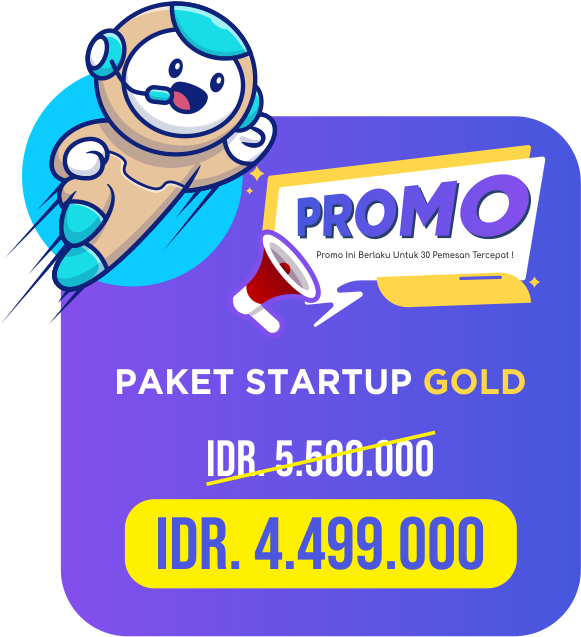 PROMO
Promo Ini Berlaku Untuk 30 Pemesan Tercepat !
PAKET STARTUP GOLD
IDR. 5.500.000
IDR. 4.499.000